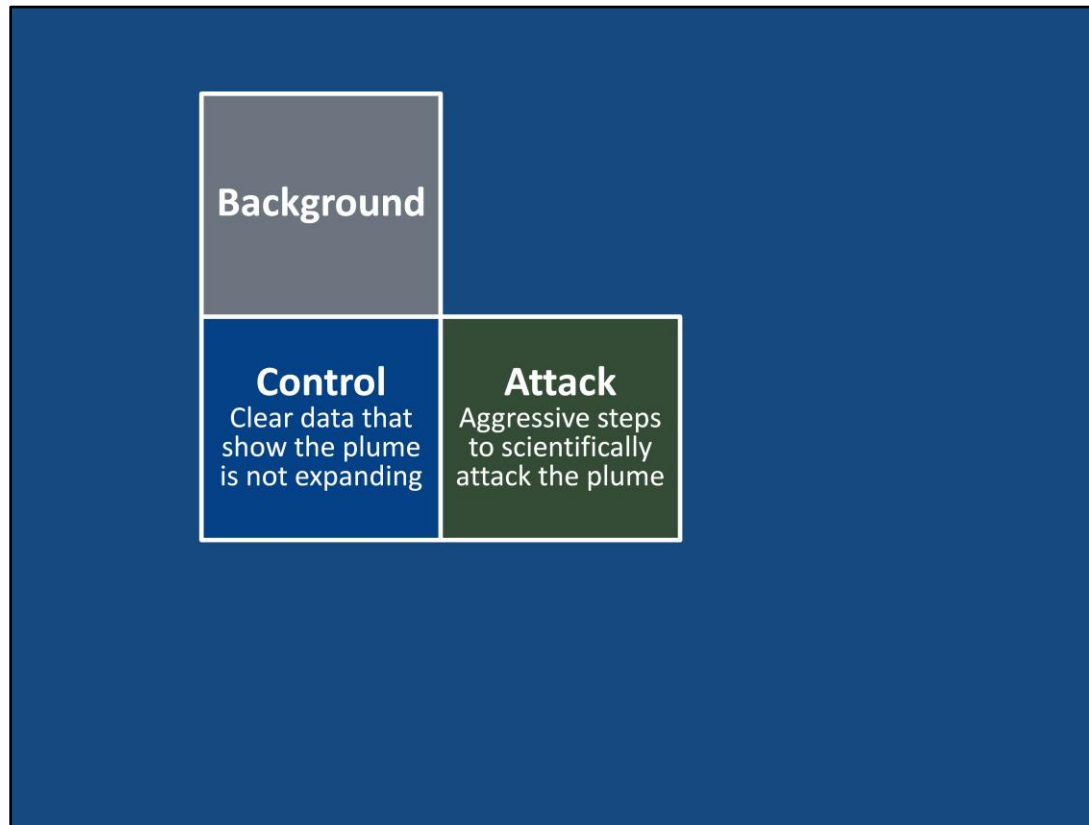 Background
Control
Clear data that
show the plume
is not expanding
Attack
Aggressive steps
to scientifically
attack the plume